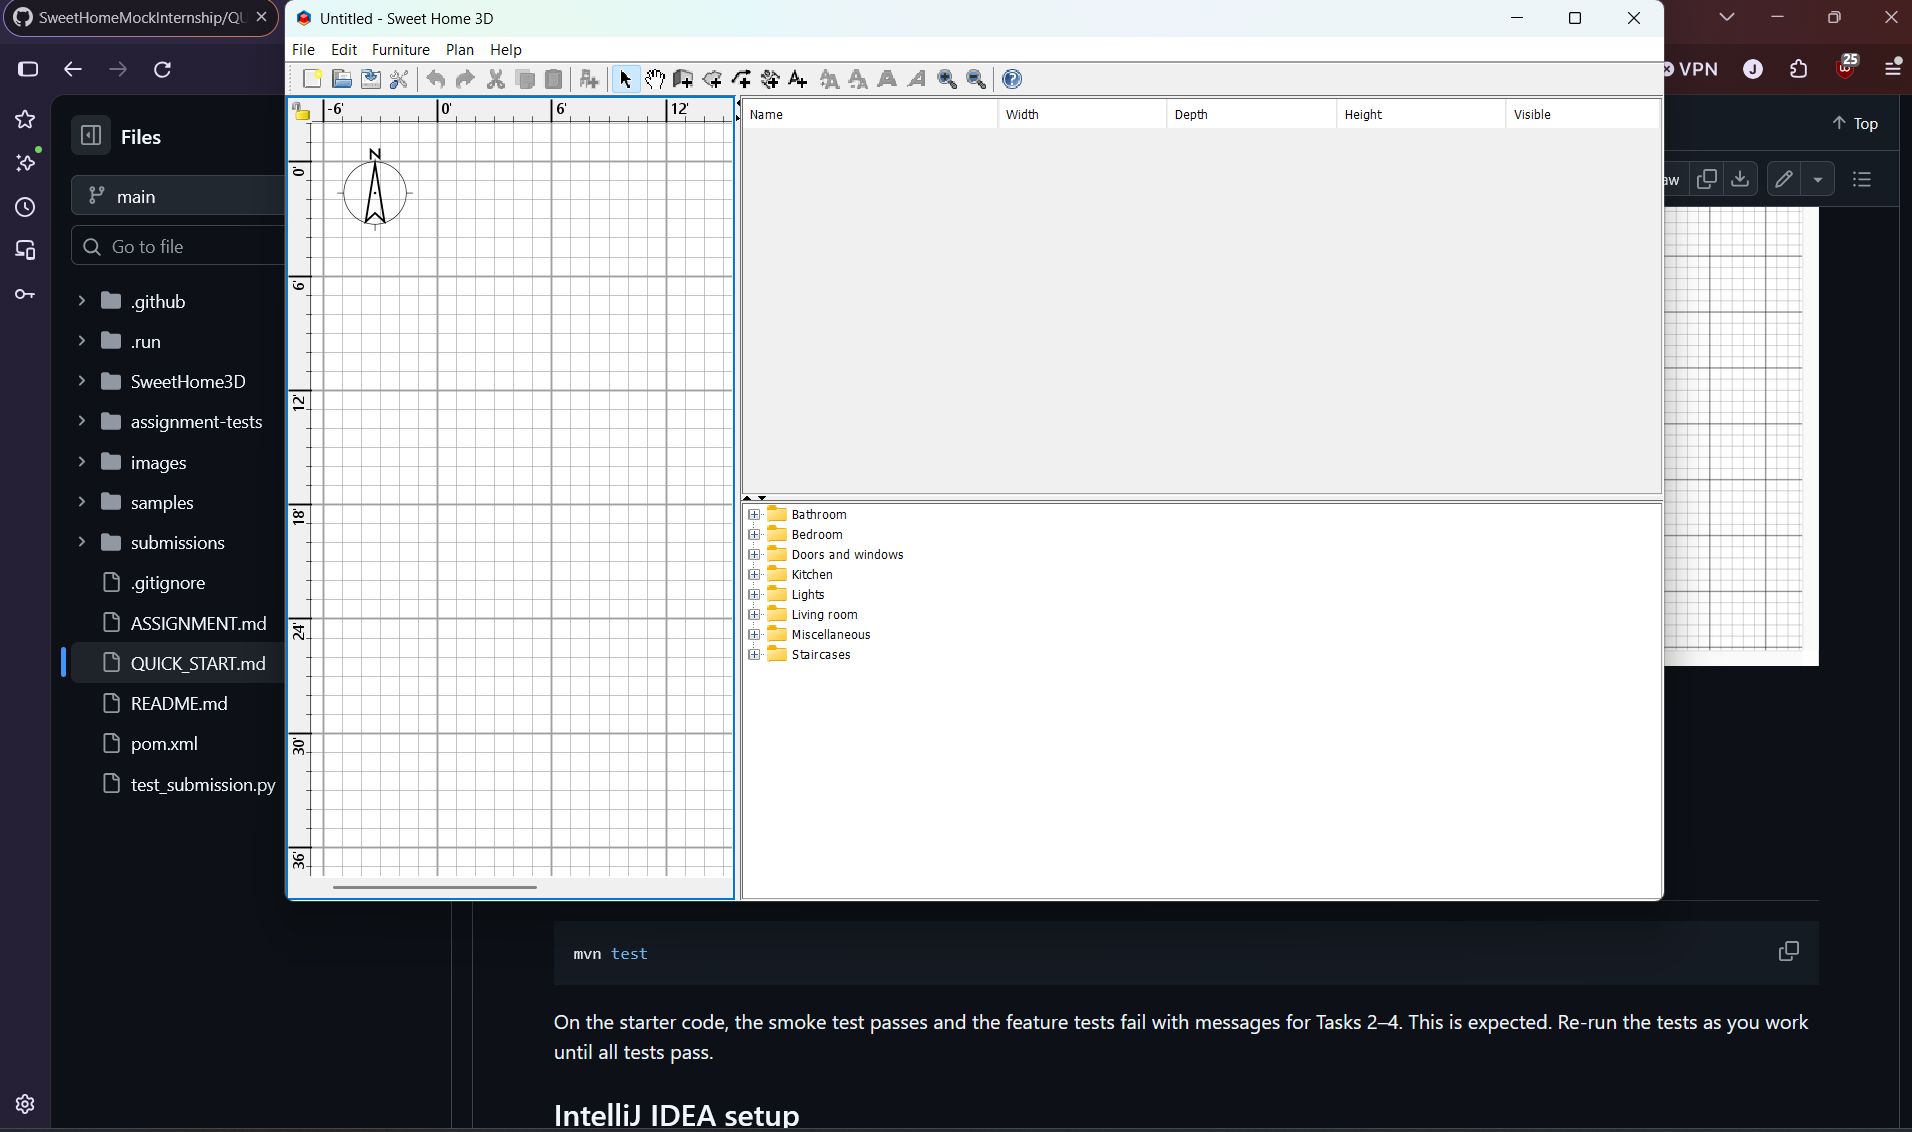 SweetHomeMockInternship/QU
Untitled - Sweet Home 3D
File Edit Furniture Plan Help
VPN
J
25
-6' 0' 6' 12'
Name Width Depth Height Visible
Files
Top
main
aw
Go to file
N
0'
6'
12'
18'
24'
30'
36'
.github
.run
SweetHome3D
assignment-tests
images
samples
submissions
.gitignore
ASSIGNMENT.md
QUICK_START.md
README.md
pom.xml
test_submission.py
Bathroom
Bedroom
Doors and windows
Kitchen
Lights
Living room
Miscellaneous
Staircases
mvn test
On the starter code, the smoke test passes and the feature tests fail with messages for Tasks 2–4. This is expected. Re-run the tests as you work
until all tests pass.
IntelliJ IDEA setup